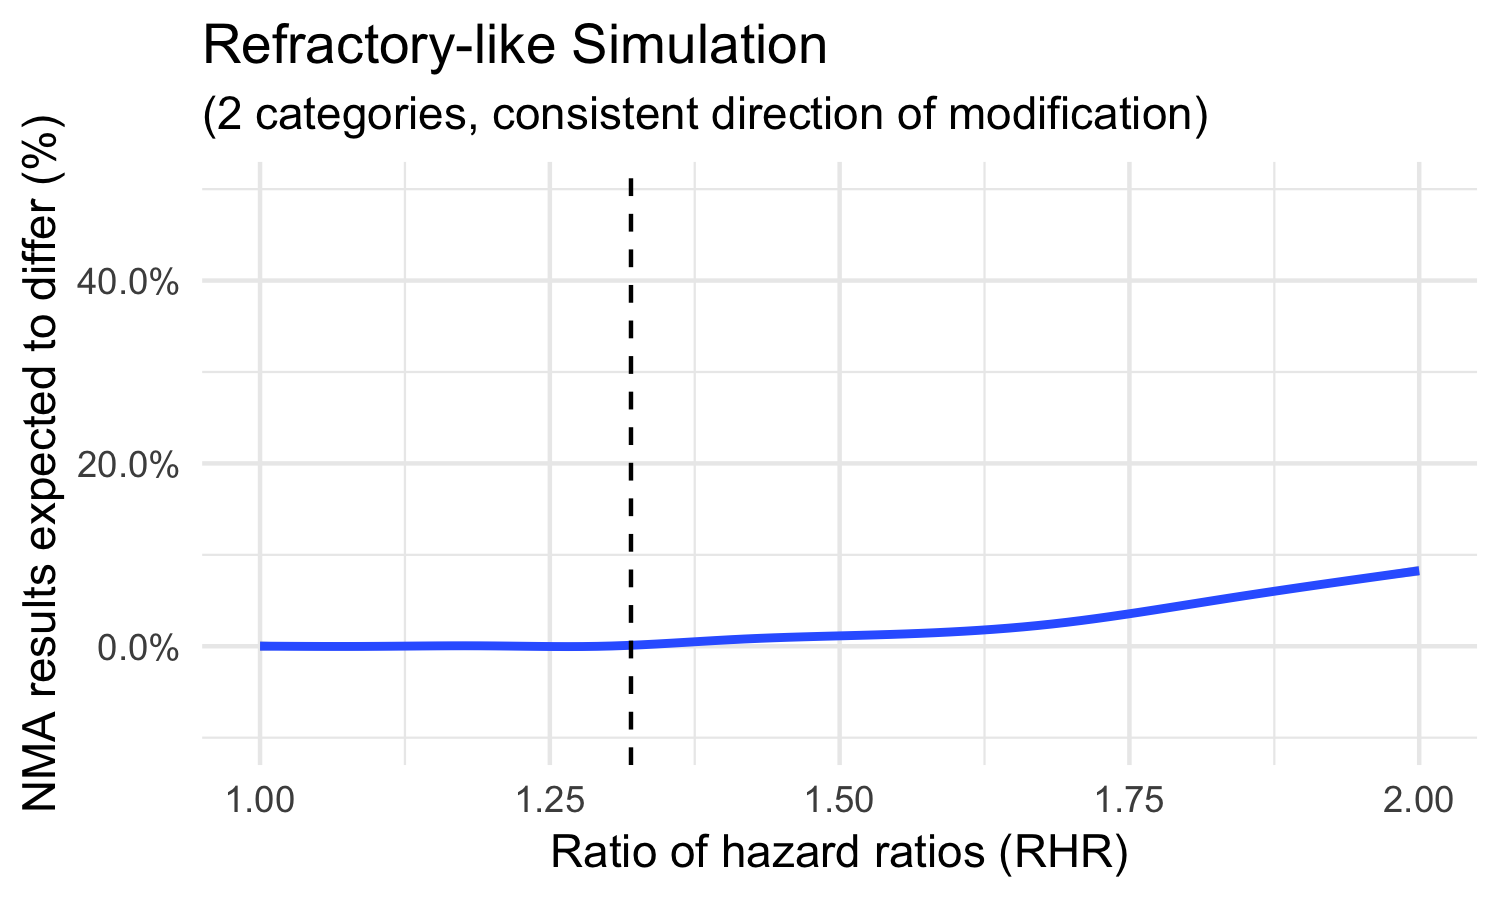 Refractory-like Simulation
(2 categories, consistent direction of modification)
NMA results expected to differ (%)
40.0%
20.0%
0.0%
1.00 1.25 1.50 1.75 2.00
Ratio of hazard ratios (RHR)